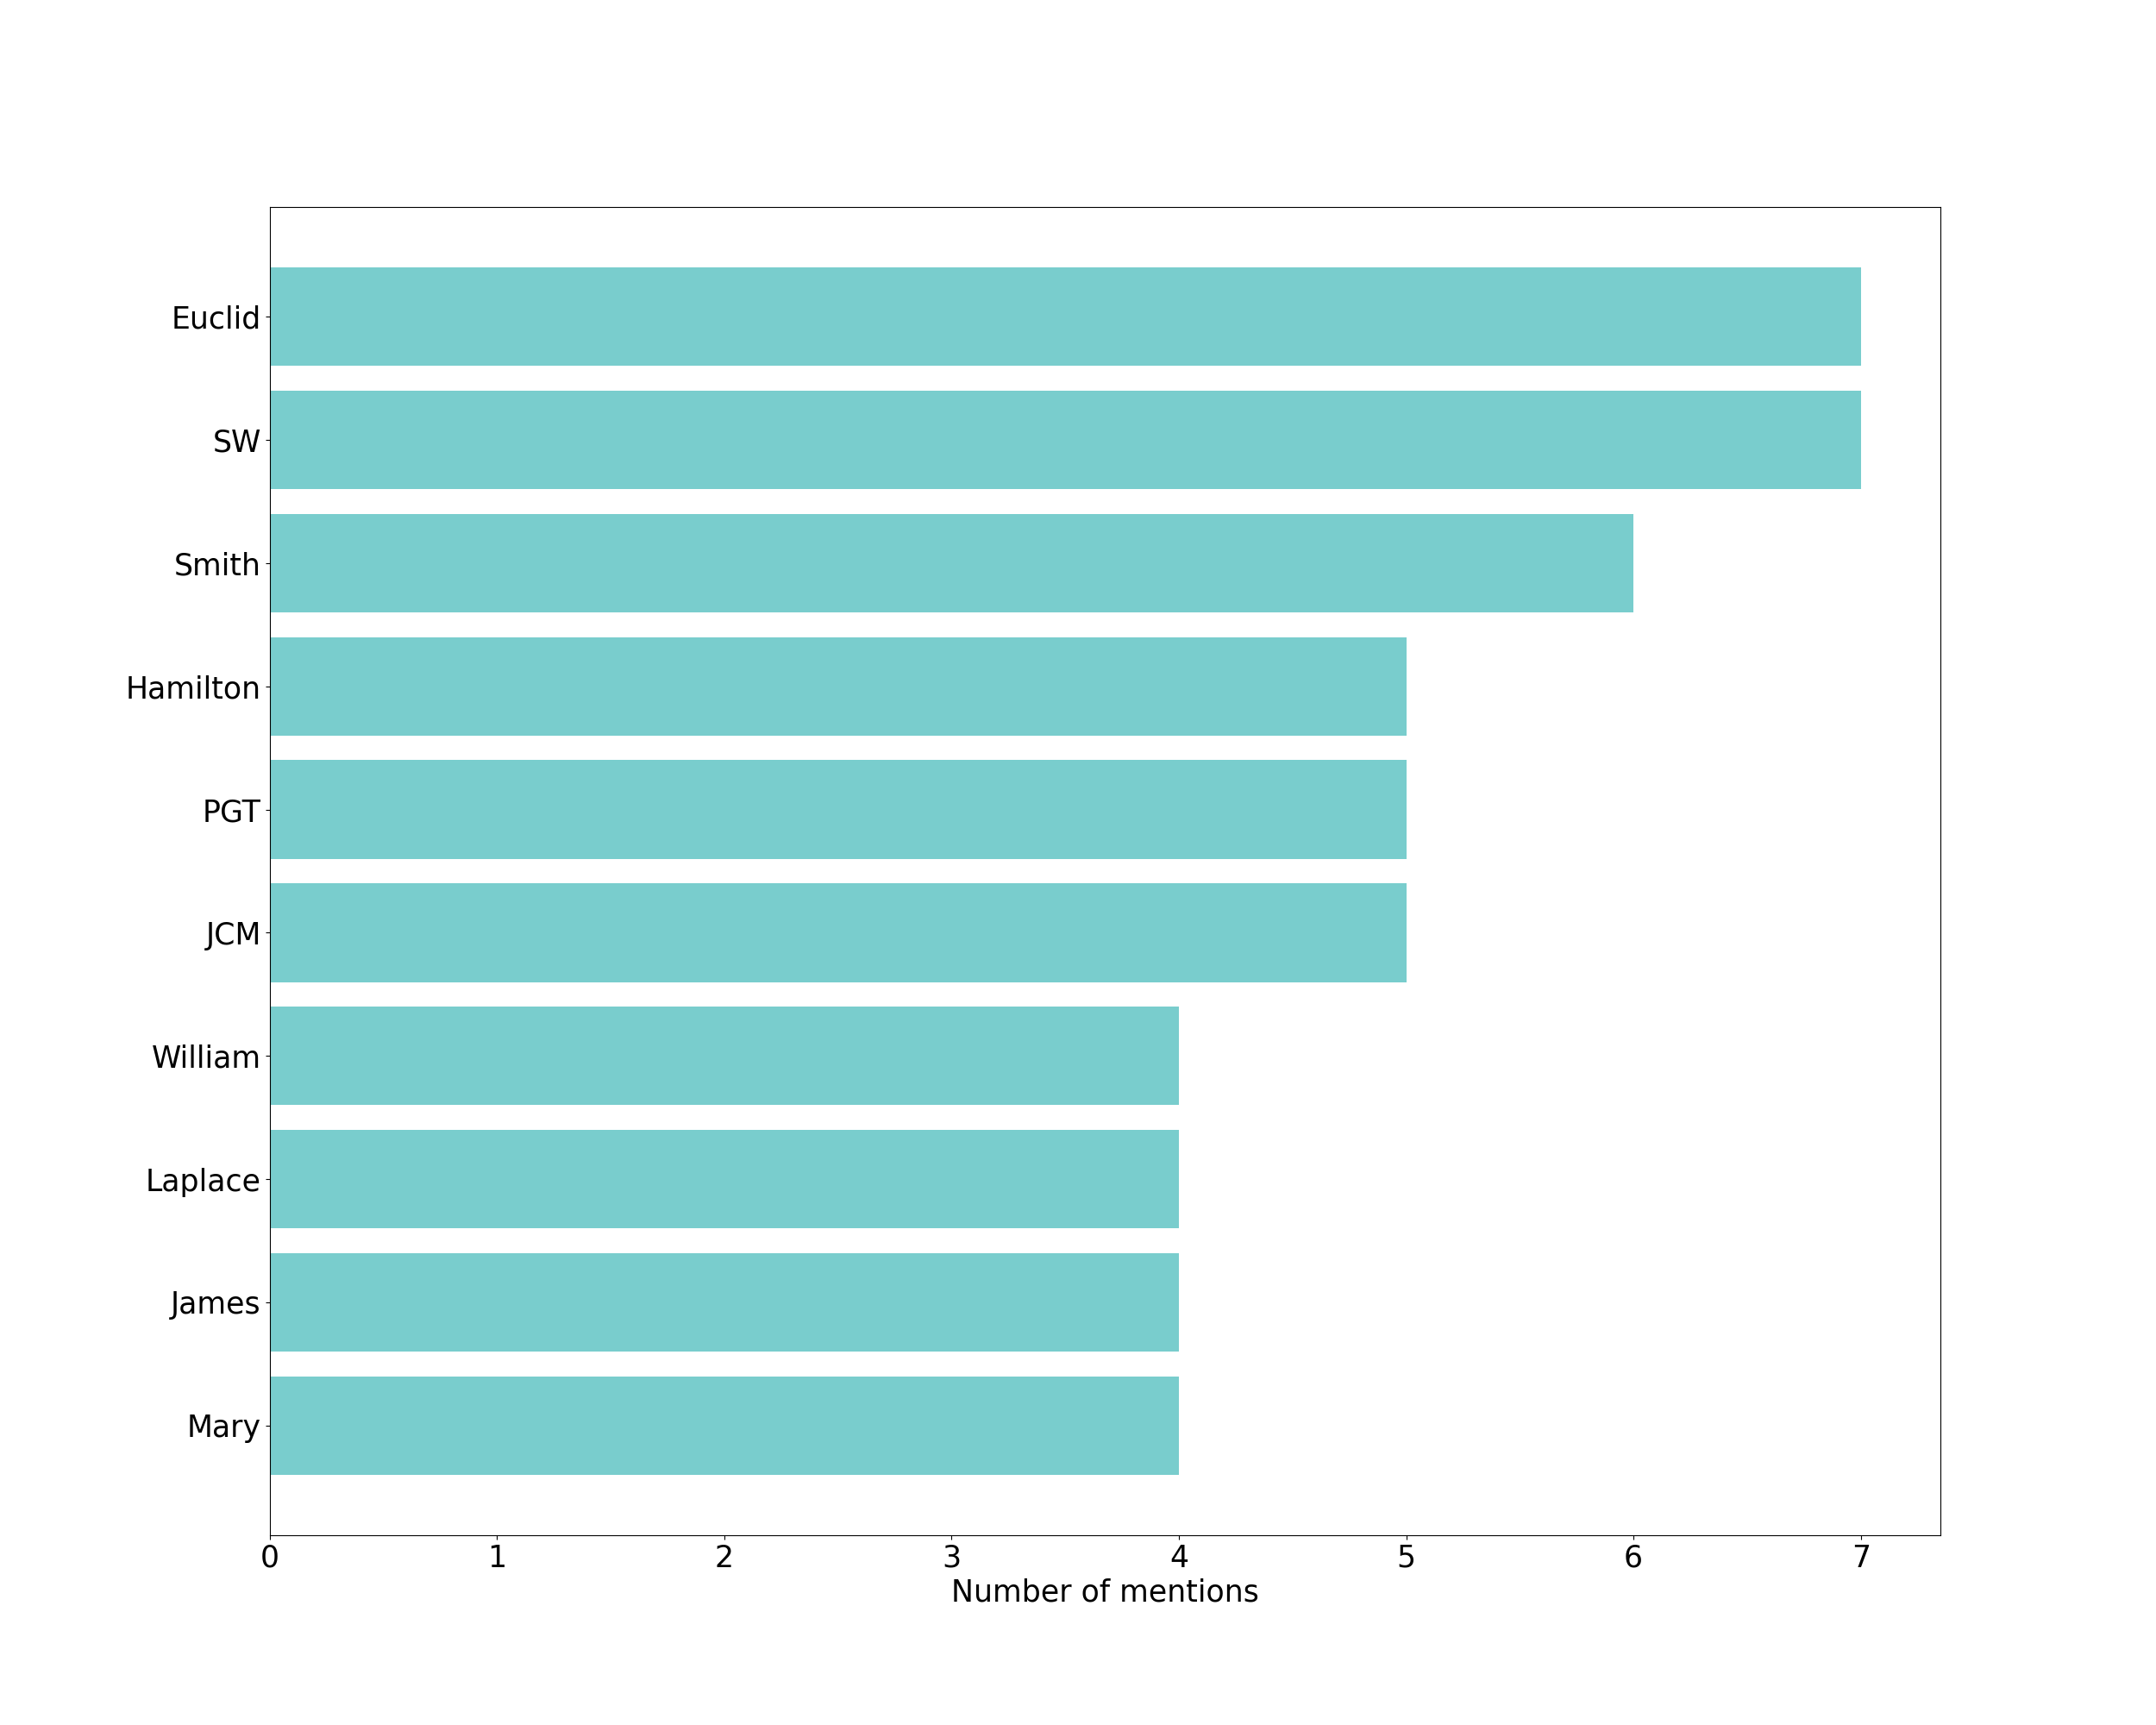 Euclid
SW
Smith
Hamilton
PGT
JCM
William
Laplace
James
Mary
0 1 2 3 4 5 6 7
Number of mentions